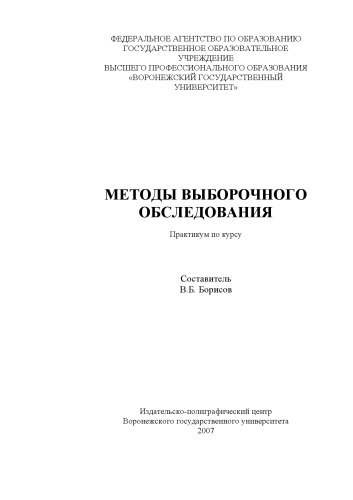 ФЕДЕРАЛЬНОЕ АГЕНТСТВО ПО ОБРАЗОВАНИЮ
ГОСУДАРСТВЕННОЕ ОБРАЗОВАТЕЛЬНОЕ
УЧРЕЖДЕНИЕ
ВЫСШЕГО ПРОФЕССИОНАЛЬНОГО ОБРАЗОВАНИЯ
«ВОРОНЕЖСКИЙ ГОСУДАРСТВЕННЫЙ
УНИВЕРСИТЕТ»
МЕТОДЫ ВЫБОРОЧНОГО
ОБСЛЕДОВАНИЯ
Практикум по курсу
Составитель
В.Б. Борисов
Издательско-полиграфический центр
Воронежского государственного университета
2007